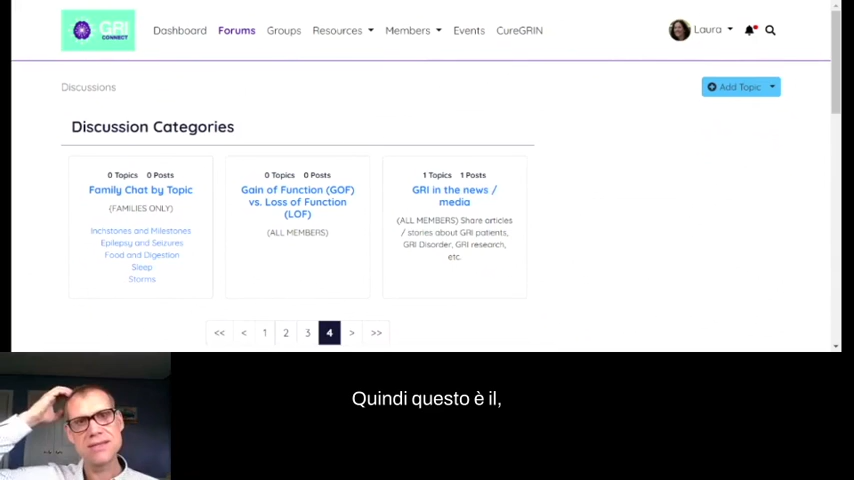 GRI
CONNECT
Dashboard Forums Groups Resources Members Events CureGRIN Laura
Discussions
Add Topic
Discussion Categories
0 Topics 0 Posts
Family Chat by Topic
(FAMILIES ONLY)
Inchstones and Milestones
Epilepsy and Seizures
Food and Digestion
Sleep
Storms
0 Topics 0 Posts
Gain of Function (GOF)
vs. Loss of Function
(LOF)
(ALL MEMBERS)
1 Topics 1 Posts
GRI in the news /
media
(ALL MEMBERS) Share articles
/ stories about GRI patients,
GRI Disorder, GRI research,
etc.
<< < 1 2 3 4 > >>
Quindi questo è il,